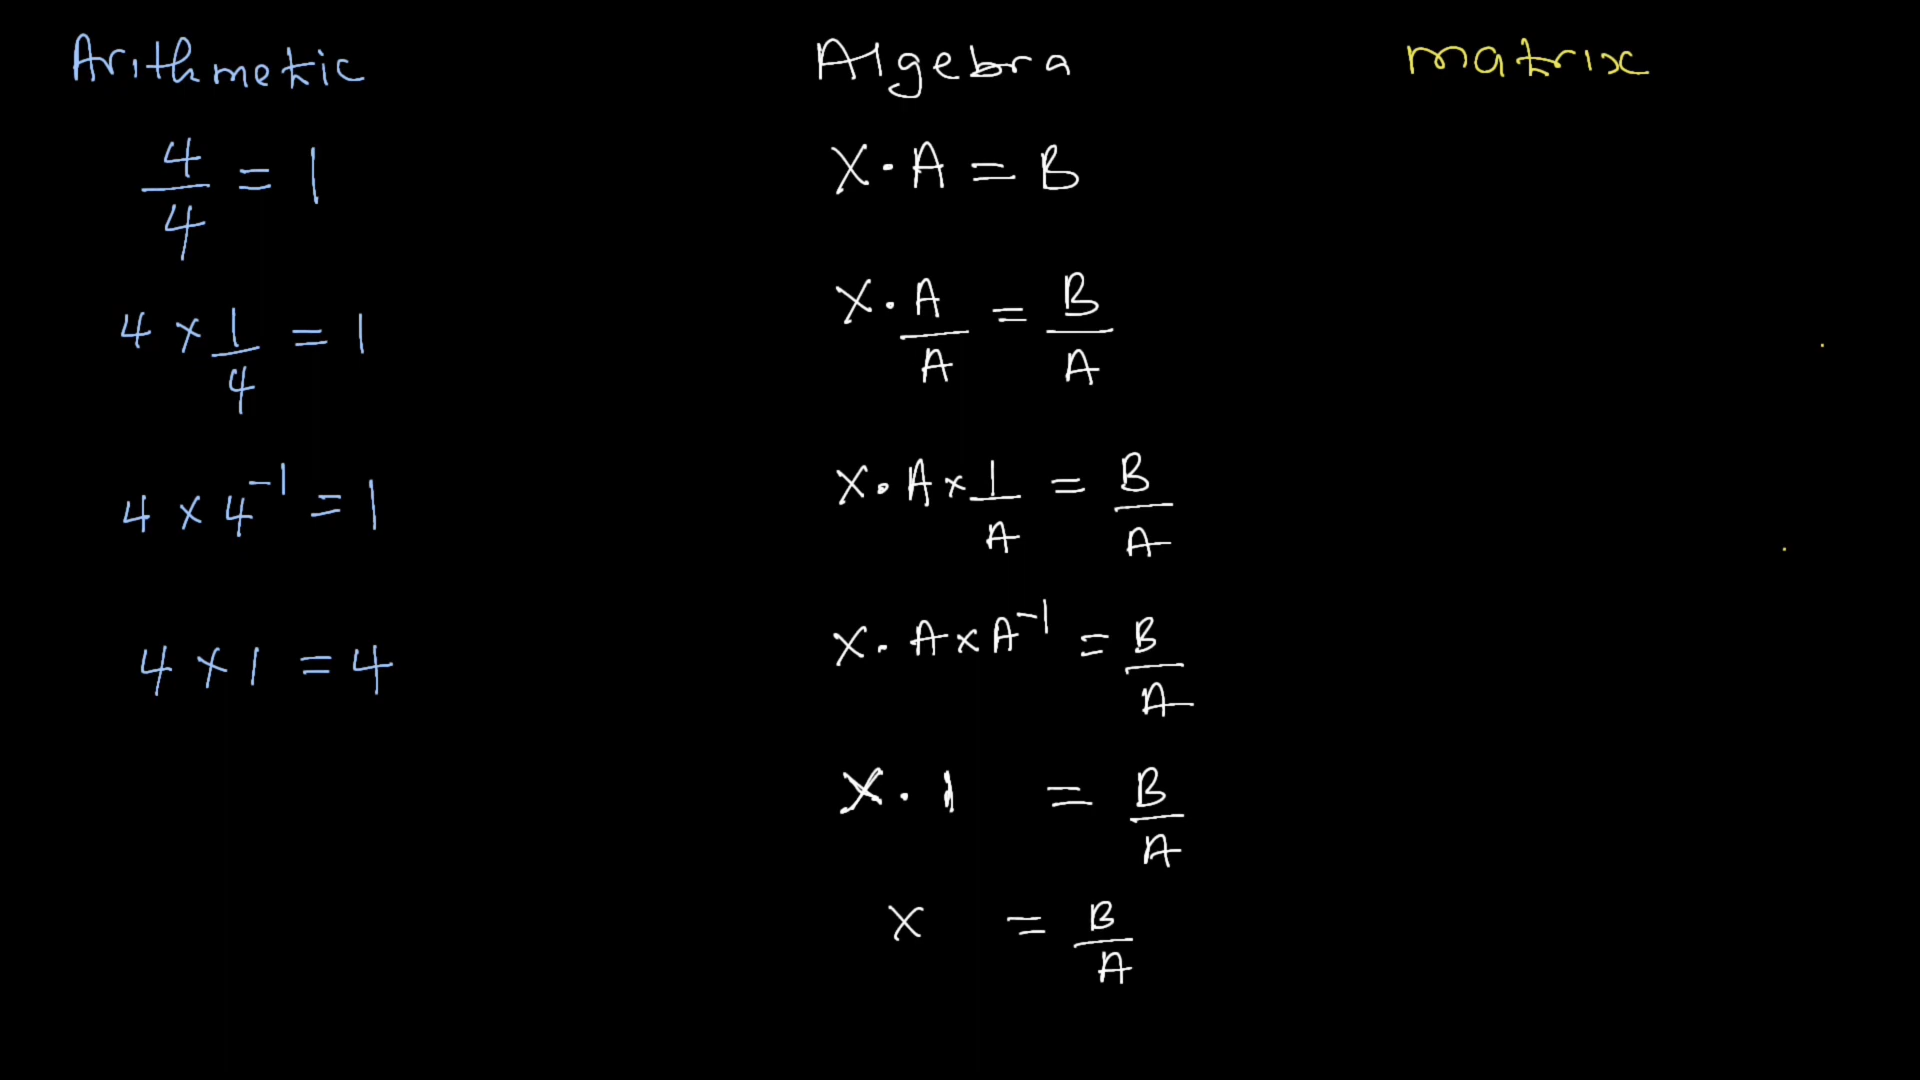 Arithmetic
4/4 = 1
4 × 1/4 = 1
4 × 4⁻¹ = 1
4 × 1 = 4
Algebra
X · A = B
X · A/A = B/A
X · A × 1/A = B/A
X · A × A⁻¹ = B/A
X · 1 = B/A
X = B/A
matrix